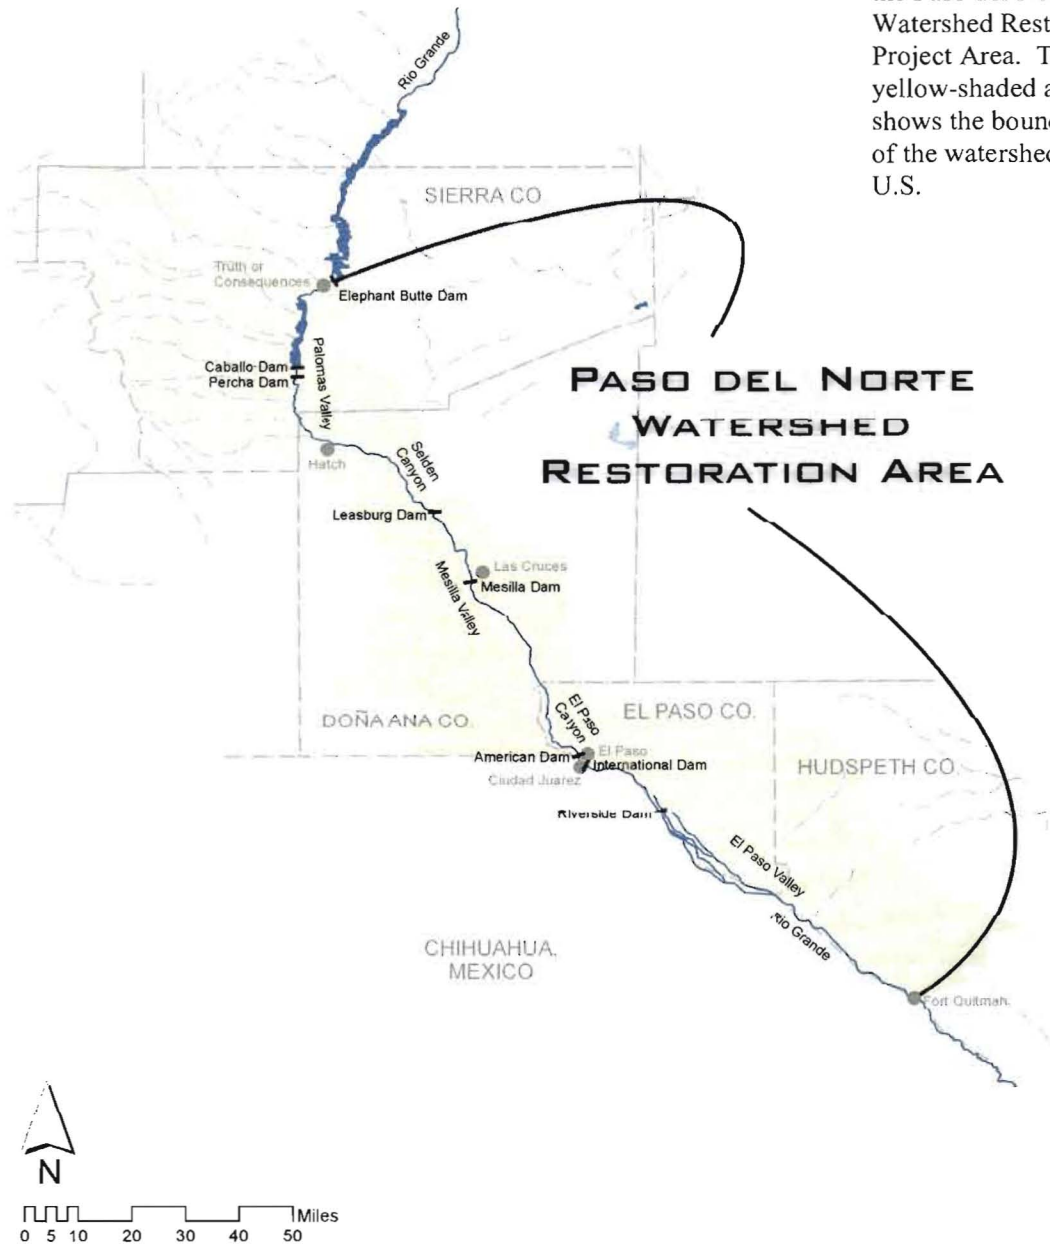 Watershed Rest
Project Area. T
yellow-shaded a
shows the bound
of the watershed
U.S.
Rio Grande
SIERRA CO
Truth or
Consequences
Elephant Butte Dam
Caballo Dam
Percha Dam
Palomas Valley
PASO DEL NORTE
WATERSHED
RESTORATION AREA
Hatch
Selden
Canyon
Leasburg Dam
Las Cruces
Mesilla Dam
Mesilla Valley
DOÑA ANA CO.
El Paso
Canyon
EL PASO CO.
American Dam
El Paso
International Dam
Ciudad Juarez
HUDSPETH CO.
Riverside Dam
El Paso Valley
Rio Grande
CHIHUAHUA,
MEXICO
Fort Quitman
N
Miles
0 5 10 20 30 40 50